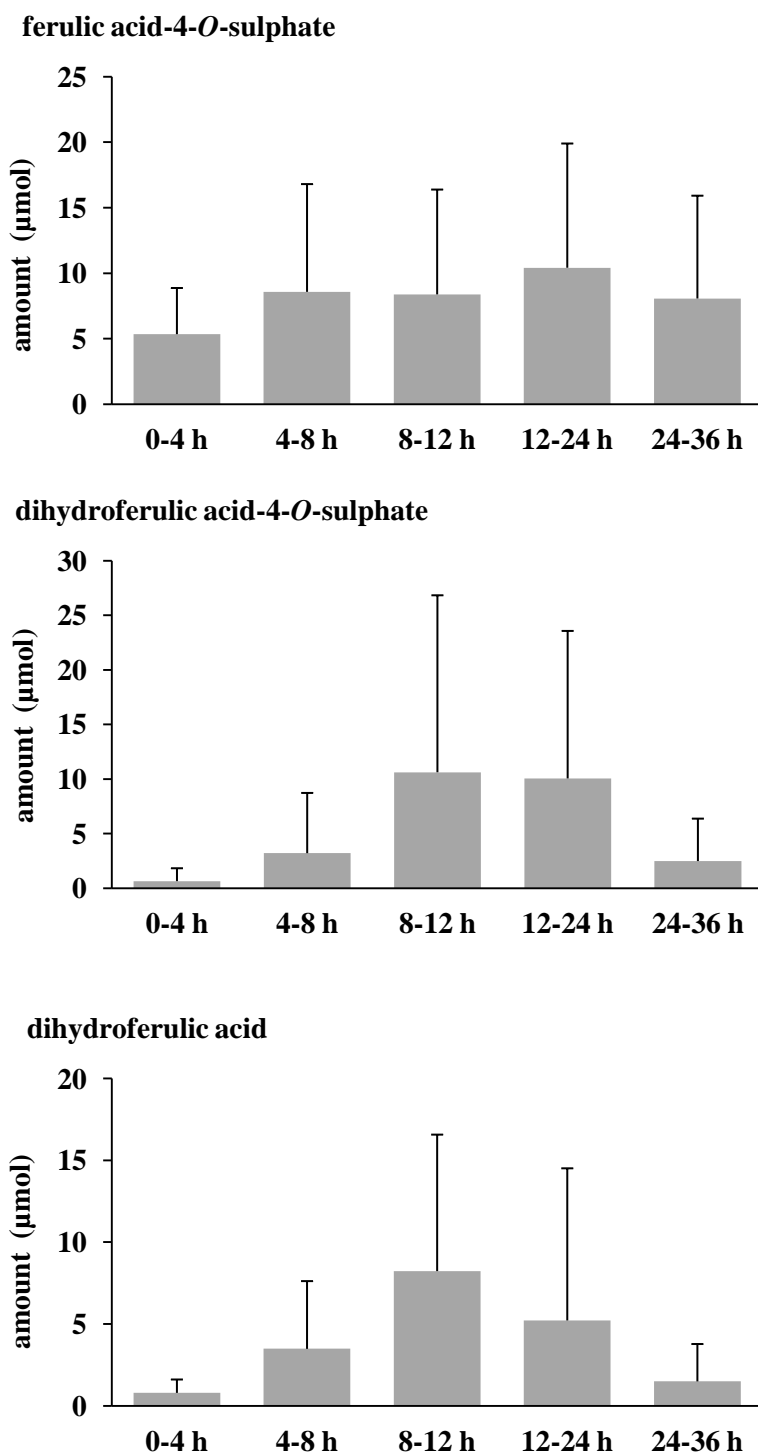 ferulic acid-4-O-sulphate
25
20
15
10
5
0
amount (µmol)
0-4 h 4-8 h 8-12 h 12-24 h 24-36 h
dihydroferulic acid-4-O-sulphate
30
25
20
15
10
5
0
amount (µmol)
0-4 h 4-8 h 8-12 h 12-24 h 24-36 h
dihydroferulic acid
20
15
10
5
0
amount (µmol)
0-4 h 4-8 h 8-12 h 12-24 h 24-36 h